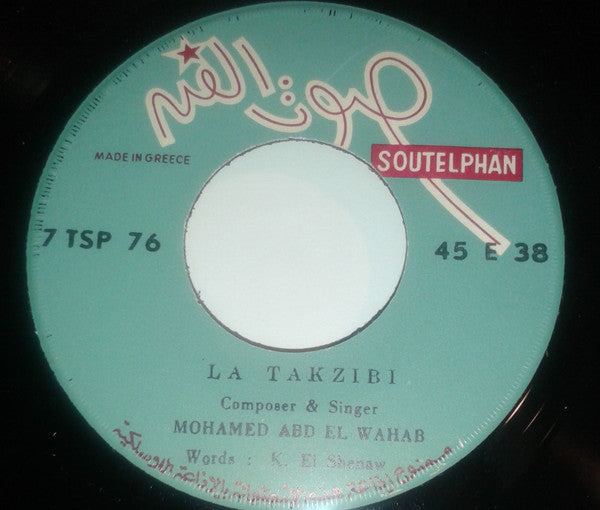 صوت الفن
MADE IN GREECE
SOUTELPHAN
7 TSP 76
45 E 38
LA TAKZIBI
Composer & Singer
MOHAMED ABD EL WAHAB
Words : K. El Shenaw